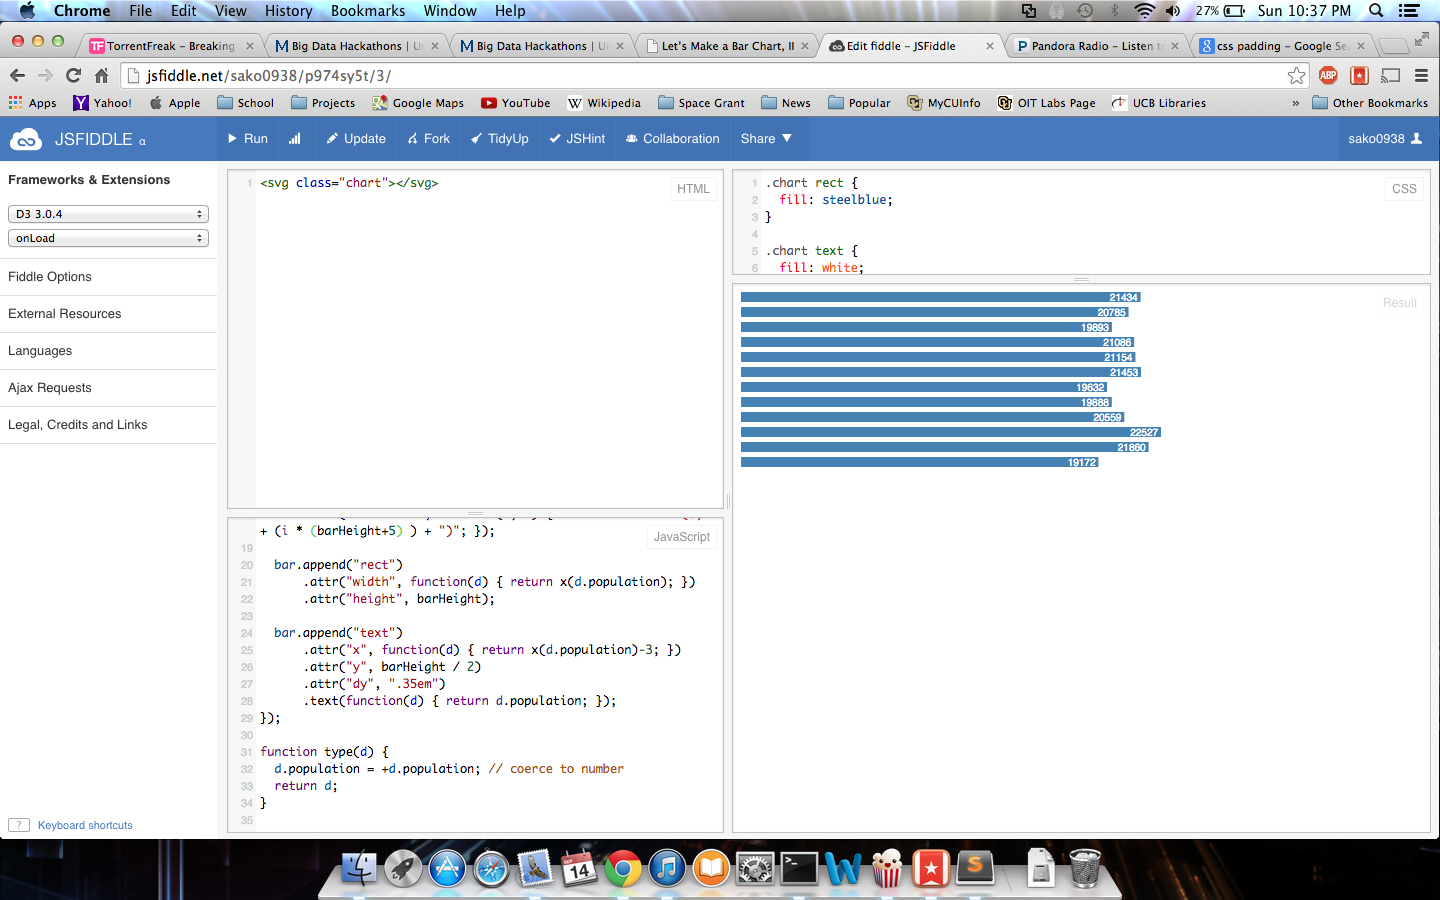 Chrome File Edit View History Bookmarks Window Help 27% Sun 10:37 PM
TorrentFreak – Breaking Big Data Hackathons | Un Big Data Hackathons | Un Let's Make a Bar Chart, II Edit fiddle – JSFiddle Pandora Radio – Listen to css padding – Google Sea
jsfiddle.net/sako0938/p974sy5t/3/ ABP
Apps Yahoo! Apple School Projects Google Maps YouTube Wikipedia Space Grant News Popular MyCUInfo OIT Labs Page UCB Libraries » Other Bookmarks
JSFIDDLE α Run Update Fork TidyUp JSHint Collaboration Share sako0938
Frameworks & Extensions
D3 3.0.4
onLoad
Fiddle Options
External Resources
Languages
Ajax Requests
Legal, Credits and Links
? Keyboard shortcuts
HTML
1 <svg class="chart"></svg>
CSS
1 .chart rect {
2 fill: steelblue;
3 }
4
5 .chart text {
6 fill: white;
JavaScript
+ (i * (barHeight+5) ) + ")"; });
19
20 bar.append("rect")
21 .attr("width", function(d) { return x(d.population); })
22 .attr("height", barHeight);
23
24 bar.append("text")
25 .attr("x", function(d) { return x(d.population)-3; })
26 .attr("y", barHeight / 2)
27 .attr("dy", ".35em")
28 .text(function(d) { return d.population; });
29 });
30
31 function type(d) {
32 d.population = +d.population; // coerce to number
33 return d;
34 }
35
Result
21434
20785
19893
21086
21154
21453
19632
19888
20559
22527
21860
19172
SEP
14